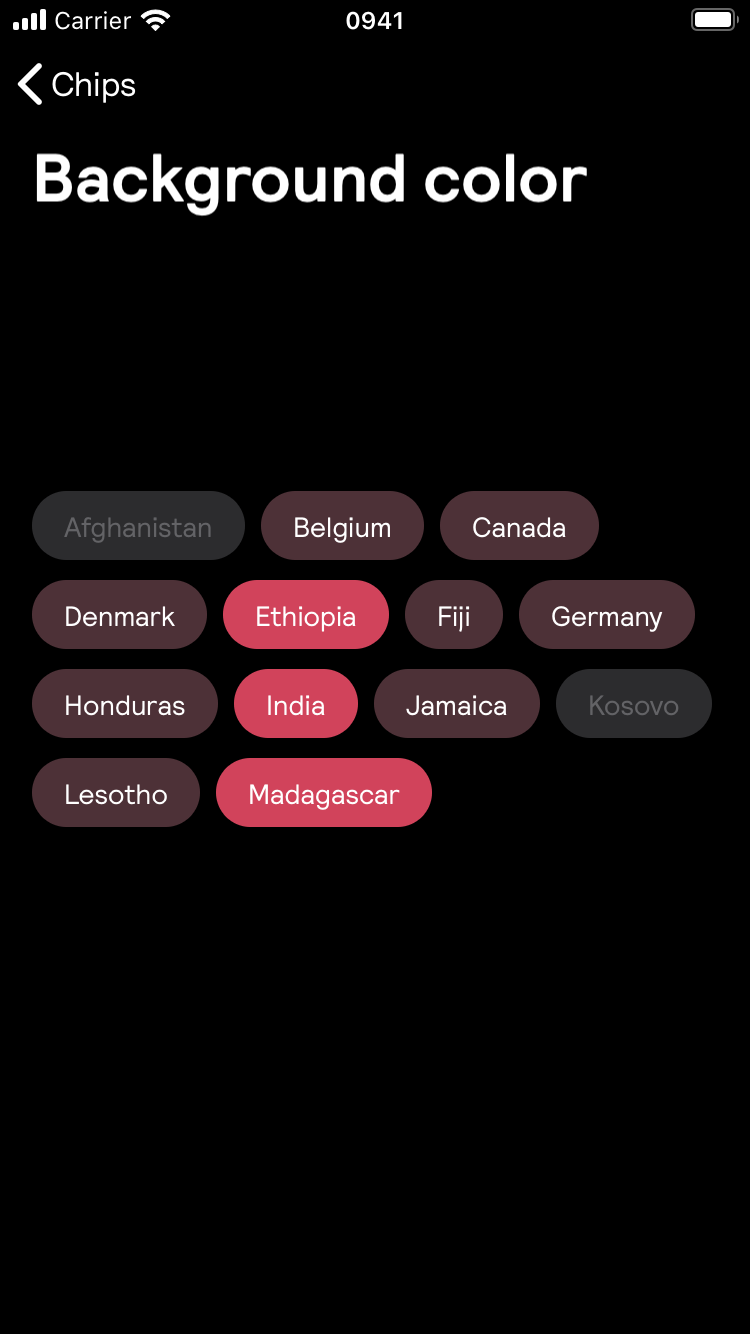 Carrier 0941
Chips
Background color
Afghanistan Belgium Canada
Denmark Ethiopia Fiji Germany
Honduras India Jamaica Kosovo
Lesotho Madagascar